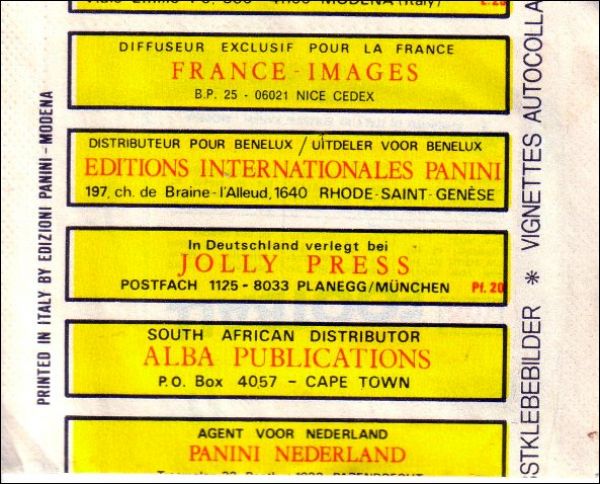 MODENA (Italy)
DIFFUSEUR EXCLUSIF POUR LA FRANCE
FRANCE-IMAGES
B.P. 25 - 06021 NICE CEDEX
DISTRIBUTEUR POUR BENELUX / UITDELER VOOR BENELUX
EDITIONS INTERNATIONALES PANINI
197, ch. de Braine-l'Alleud, 1640 RHODE-SAINT-GENÈSE
In Deutschland verlegt bei
JOLLY PRESS
POSTFACH 1125 - 8033 PLANEGG/MÜNCHEN Pf. 20
SOUTH AFRICAN DISTRIBUTOR
ALBA PUBLICATIONS
P.O. Box 4057 - CAPE TOWN
AGENT VOOR NEDERLAND
PANINI NEDERLAND
PRINTED IN ITALY BY EDIZIONI PANINI - MODENA
STKLEBEBILDER * VIGNETTES AUTOCOLLA